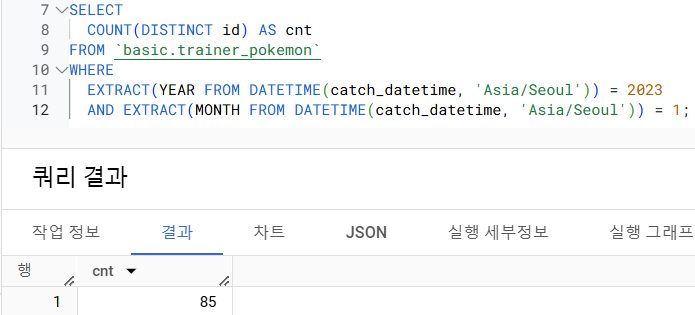 7 SELECT
8 COUNT(DISTINCT id) AS cnt
9 FROM `basic.trainer_pokemon`
10 WHERE
11 EXTRACT(YEAR FROM DATETIME(catch_datetime, 'Asia/Seoul')) = 2023
12 AND EXTRACT(MONTH FROM DATETIME(catch_datetime, 'Asia/Seoul')) = 1;
쿼리 결과
작업 정보 결과 차트 JSON 실행 세부정보 실행 그래프
행 cnt
1 85